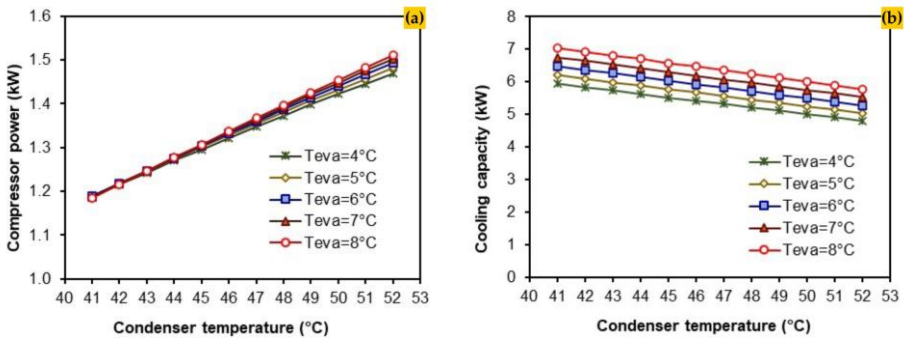 (a)
1.6
1.5
1.4
1.3
1.2
1.1
1.0
Compressor power (kW)
Teva=4°C
Teva=5°C
Teva=6°C
Teva=7°C
Teva=8°C
40 41 42 43 44 45 46 47 48 49 50 51 52 53
Condenser temperature (°C)
(b)
8
7
6
5
4
3
2
1
0
Cooling capacity (kW)
Teva=4°C
Teva=5°C
Teva=6°C
Teva=7°C
Teva=8°C
40 41 42 43 44 45 46 47 48 49 50 51 52 53
Condenser temperature (°C)